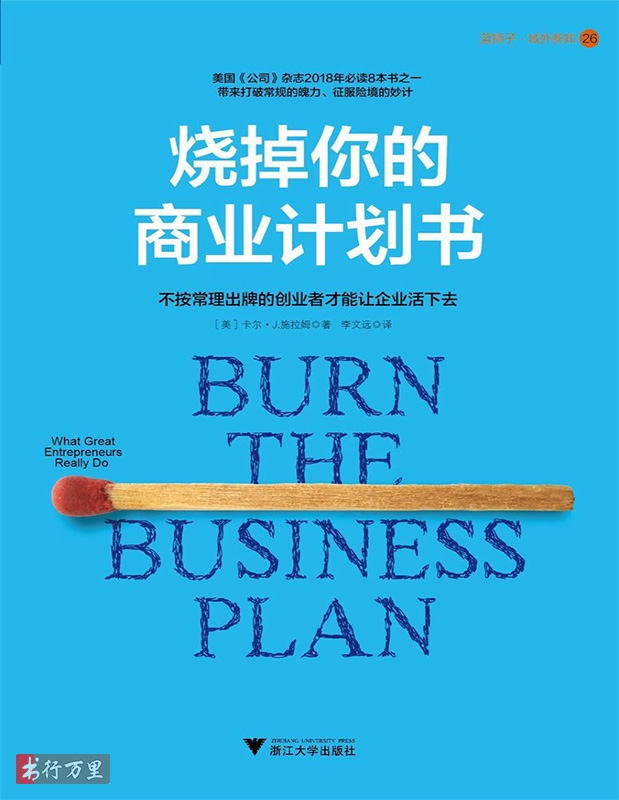 蓝狮子·域外新知 26
美国《公司》杂志2018年必读8本书之一
带来打破常规的魄力、征服险境的妙计
烧掉你的
商业计划书
不按常理出牌的创业者才能让企业活下去
[美]卡尔·J.施拉姆◎著 李文远◎译
BURN
THE
What Great
Entrepreneurs
Really Do
BUSINESS
PLAN
ZHEJIANG UNIVERSITY PRESS
浙江大学出版社
书行万里